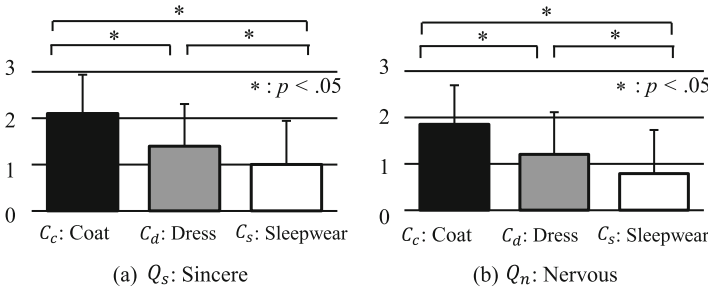 *
*
*
3
* : p < .05
2
1
0
C_c: Coat
C_d: Dress
C_s: Sleepwear
(a) Q_s: Sincere
*
*
*
3
* : p < .05
2
1
0
C_c: Coat
C_d: Dress
C_s: Sleepwear
(b) Q_n: Nervous